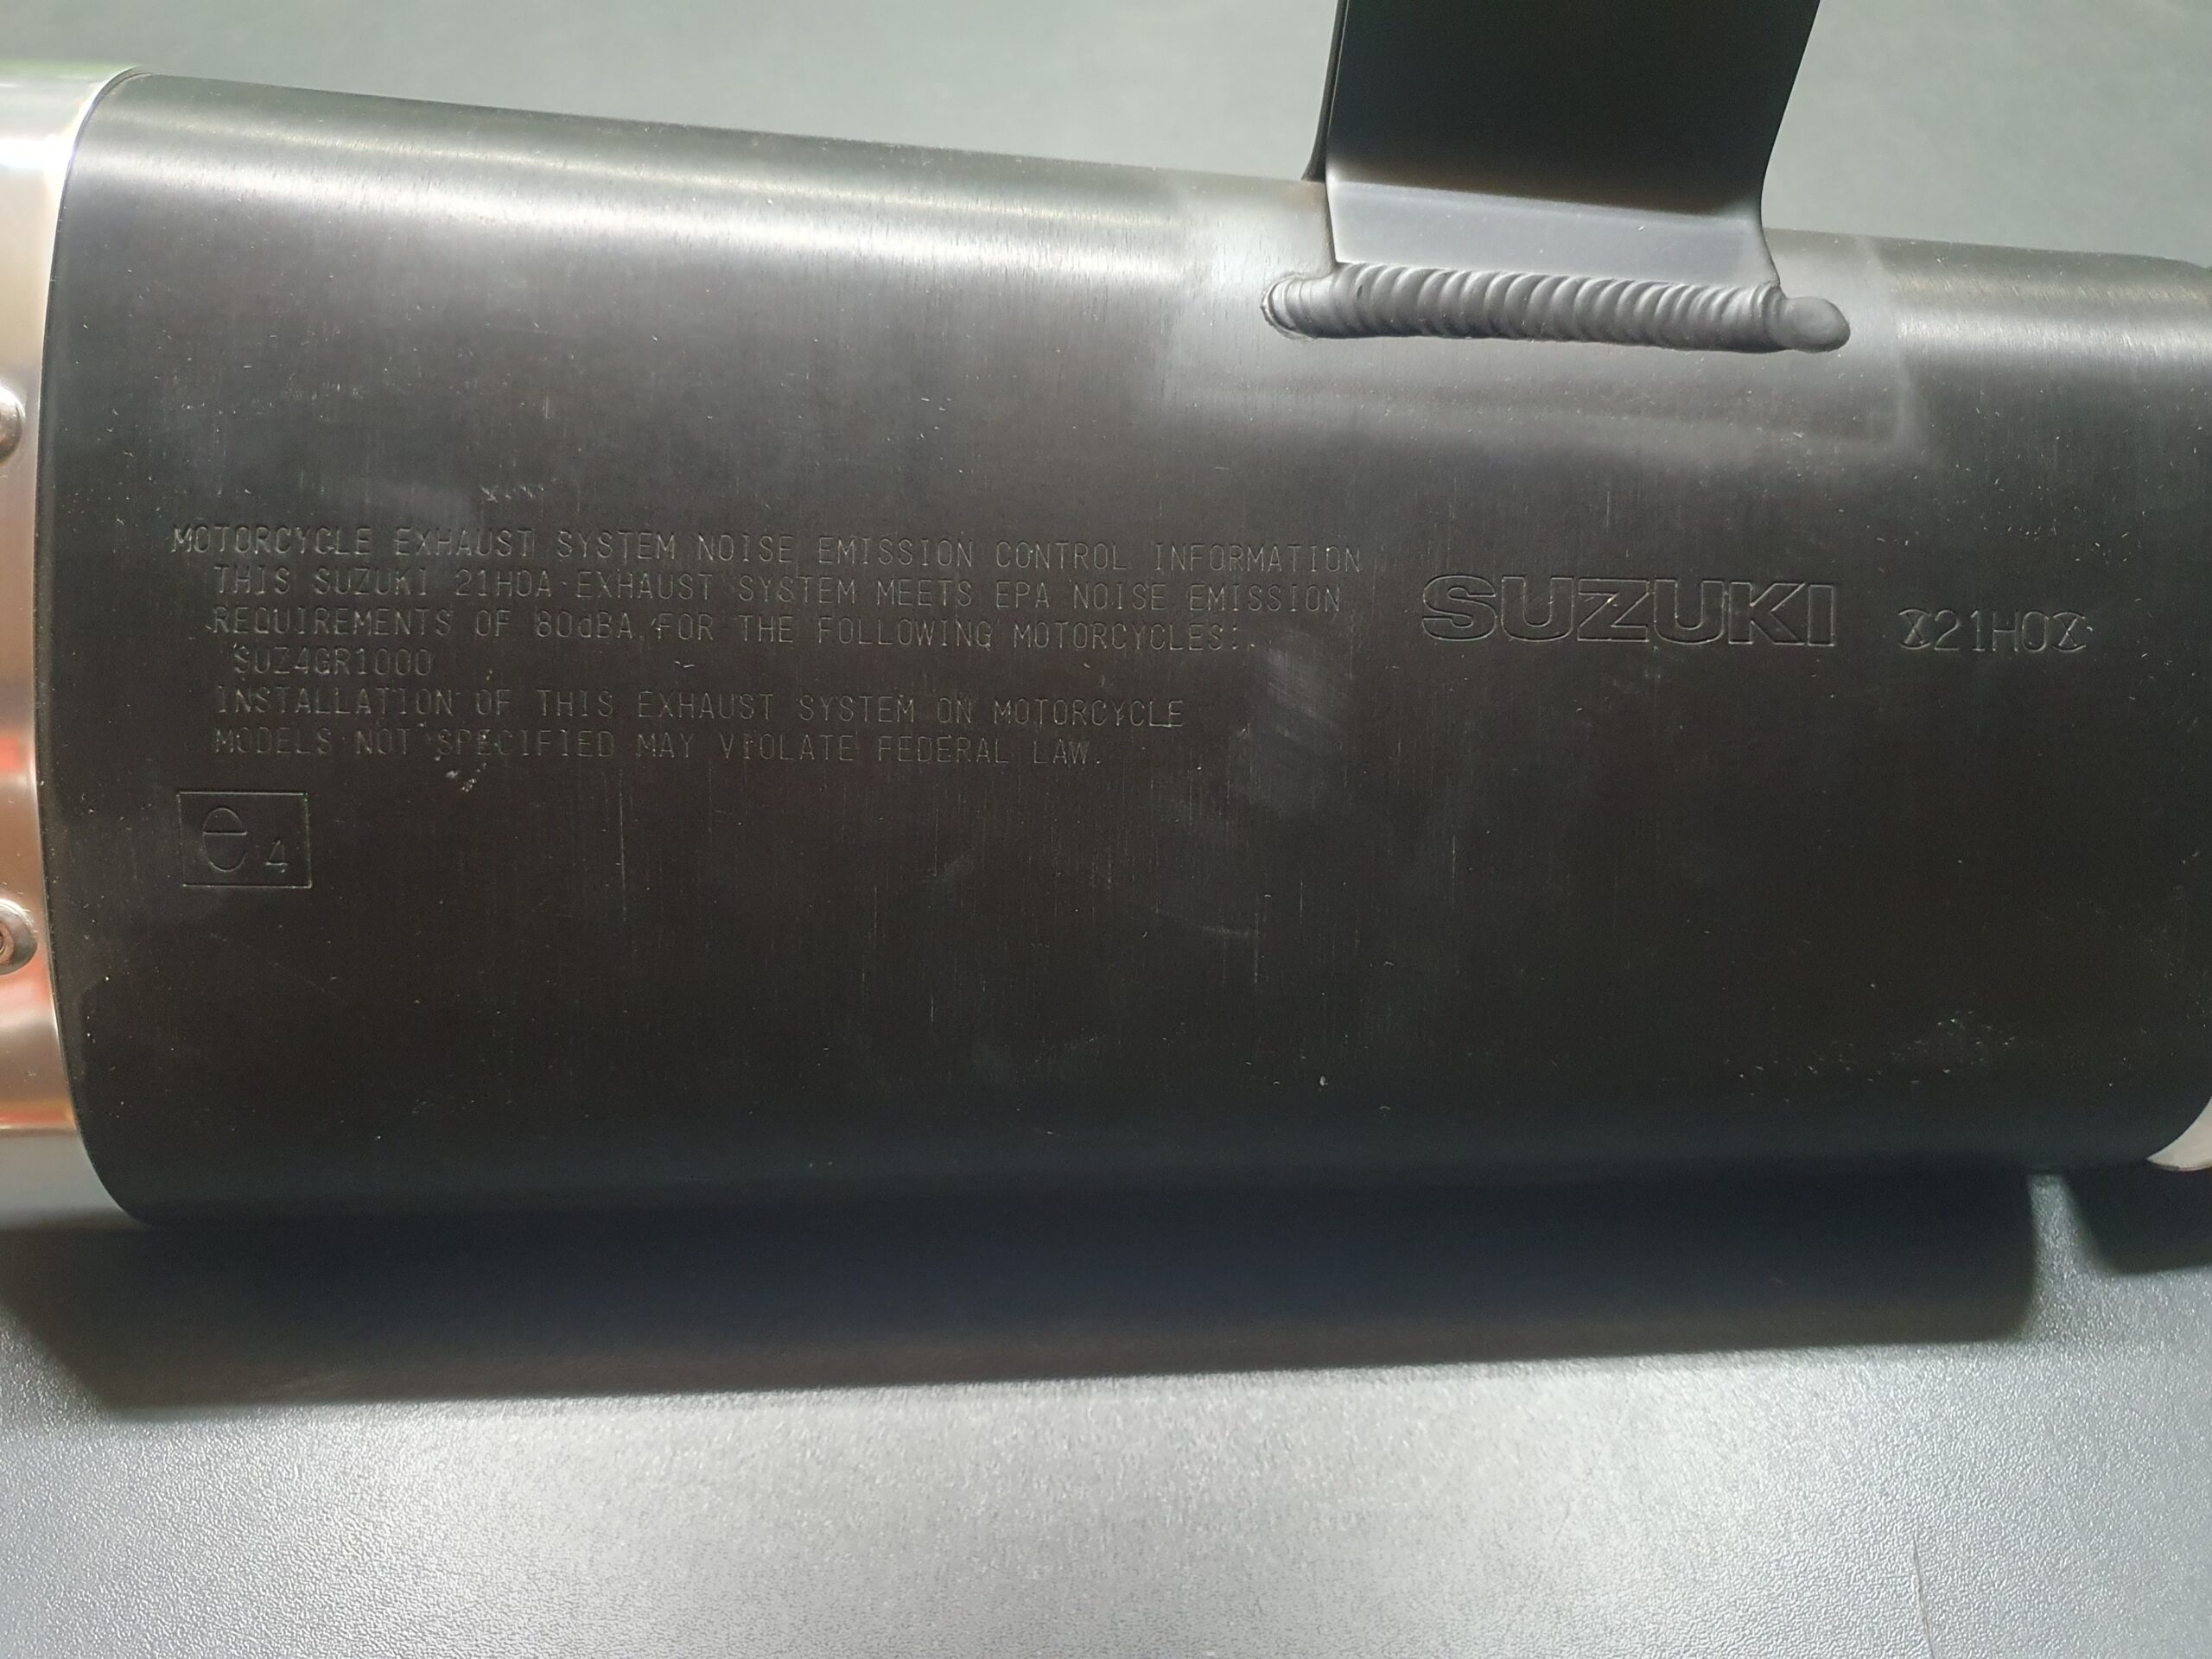 MOTORCYCLE EXHAUST SYSTEM NOISE EMISSION CONTROL INFORMATION
THIS SUZUKI 21H0A EXHAUST SYSTEM MEETS EPA NOISE EMISSION
REQUIREMENTS OF 80dBA FOR THE FOLLOWING MOTORCYCLES:
SUZ4GR1000
INSTALLATION OF THIS EXHAUST SYSTEM ON MOTORCYCLE
MODELS NOT SPECIFIED MAY VIOLATE FEDERAL LAW.
e4
SUZUKI 21H0